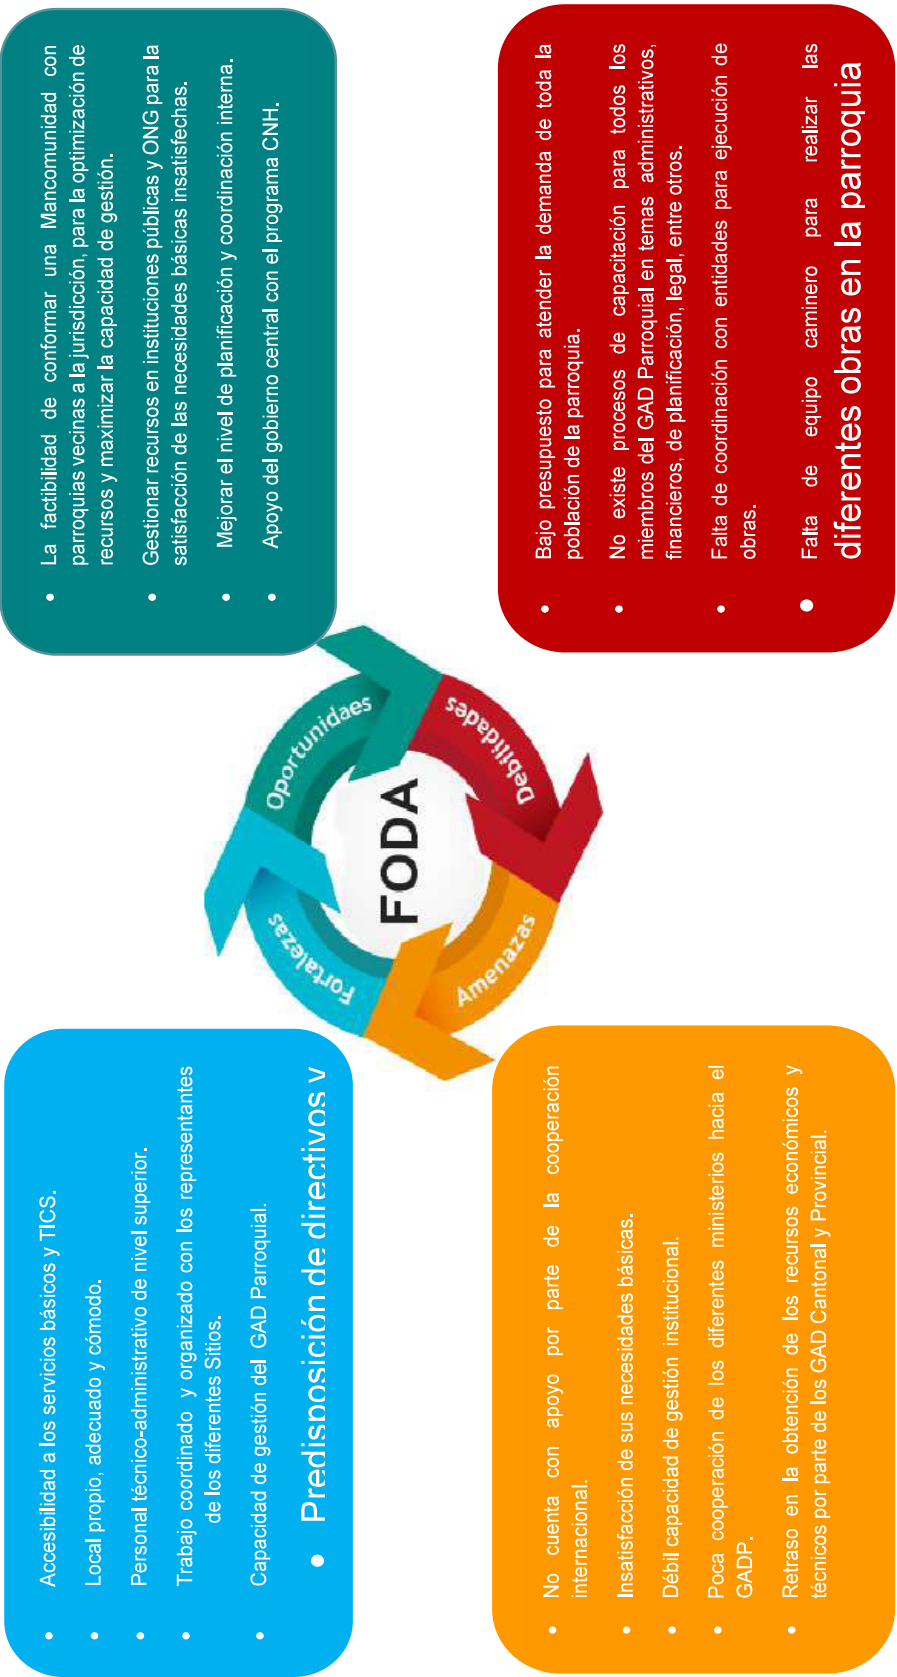 Accesibilidad a los servicios básicos y TICS.
Local propio, adecuado y cómodo.
Personal técnico-administrativo de nivel superior.
Trabajo coordinado y organizado con los representantes
de los diferentes Sitios.
Capacidad de gestión del GAD Parroquial.
Predisposición de directivos y
La factibilidad de conformar una Mancomunidad con
parroquias vecinas a la jurisdicción, para la optimización de
recursos y maximizar la capacidad de gestión.
Gestionar recursos en instituciones públicas y ONG para la
satisfacción de las necesidades básicas insatisfechas.
Mejorar el nivel de planificación y coordinación interna.
Apoyo del gobierno central con el programa CNH.
Fortalezas
Oportunidaes
FODA
Amenazas
Debilidades
No cuenta con apoyo por parte de la cooperación
internacional.
Insatisfacción de sus necesidades básicas.
Débil capacidad de gestión institucional.
Poca cooperación de los diferentes ministerios hacia el
GADP.
Retraso en la obtención de los recursos económicos y
técnicos por parte de los GAD Cantonal y Provincial.
Bajo presupuesto para atender la demanda de toda la
población de la parroquia.
No existe procesos de capacitación para todos los
miembros del GAD Parroquial en temas administrativos,
financieros, de planificación, legal, entre otros.
Falta de coordinación con entidades para ejecución de
obras.
Falta de equipo caminero para realizar las
diferentes obras en la parroquia